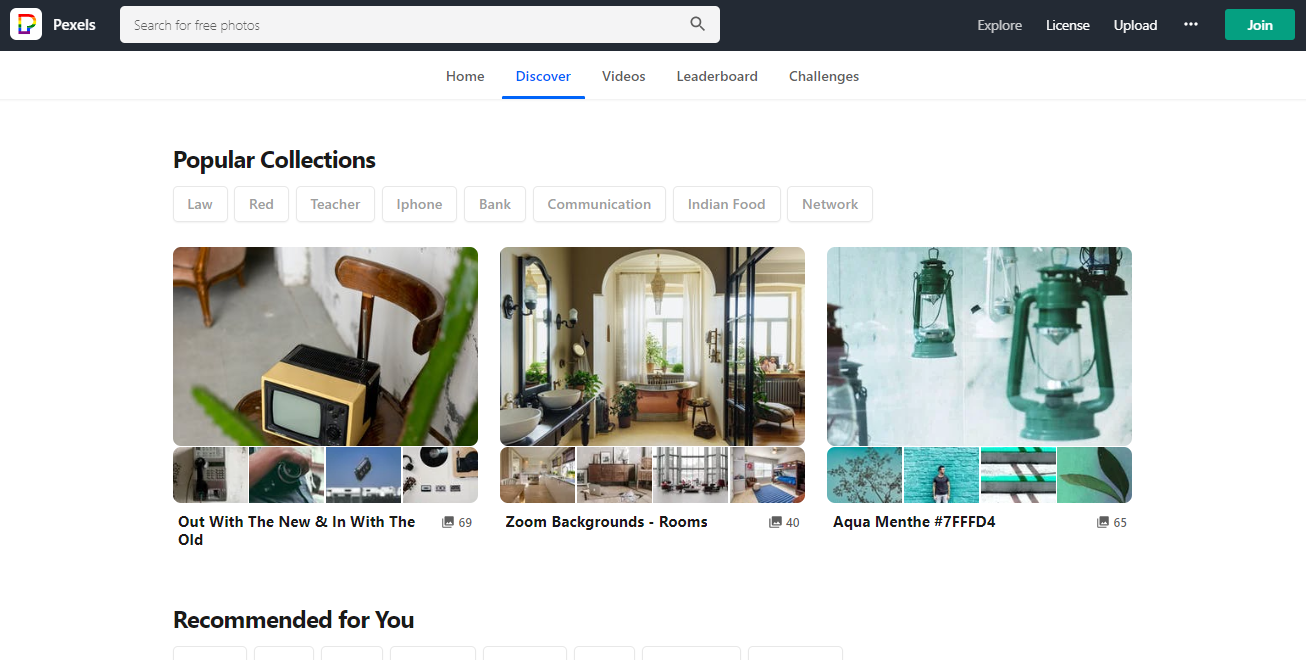 Pexels
Search for free photos
Explore
License
Upload
Join
Home
Discover
Videos
Leaderboard
Challenges
Popular Collections
Law
Red
Teacher
Iphone
Bank
Communication
Indian Food
Network
Out With The New & In With The
Old
69
Zoom Backgrounds - Rooms
40
Aqua Menthe #7FFFD4
65
Recommended for You